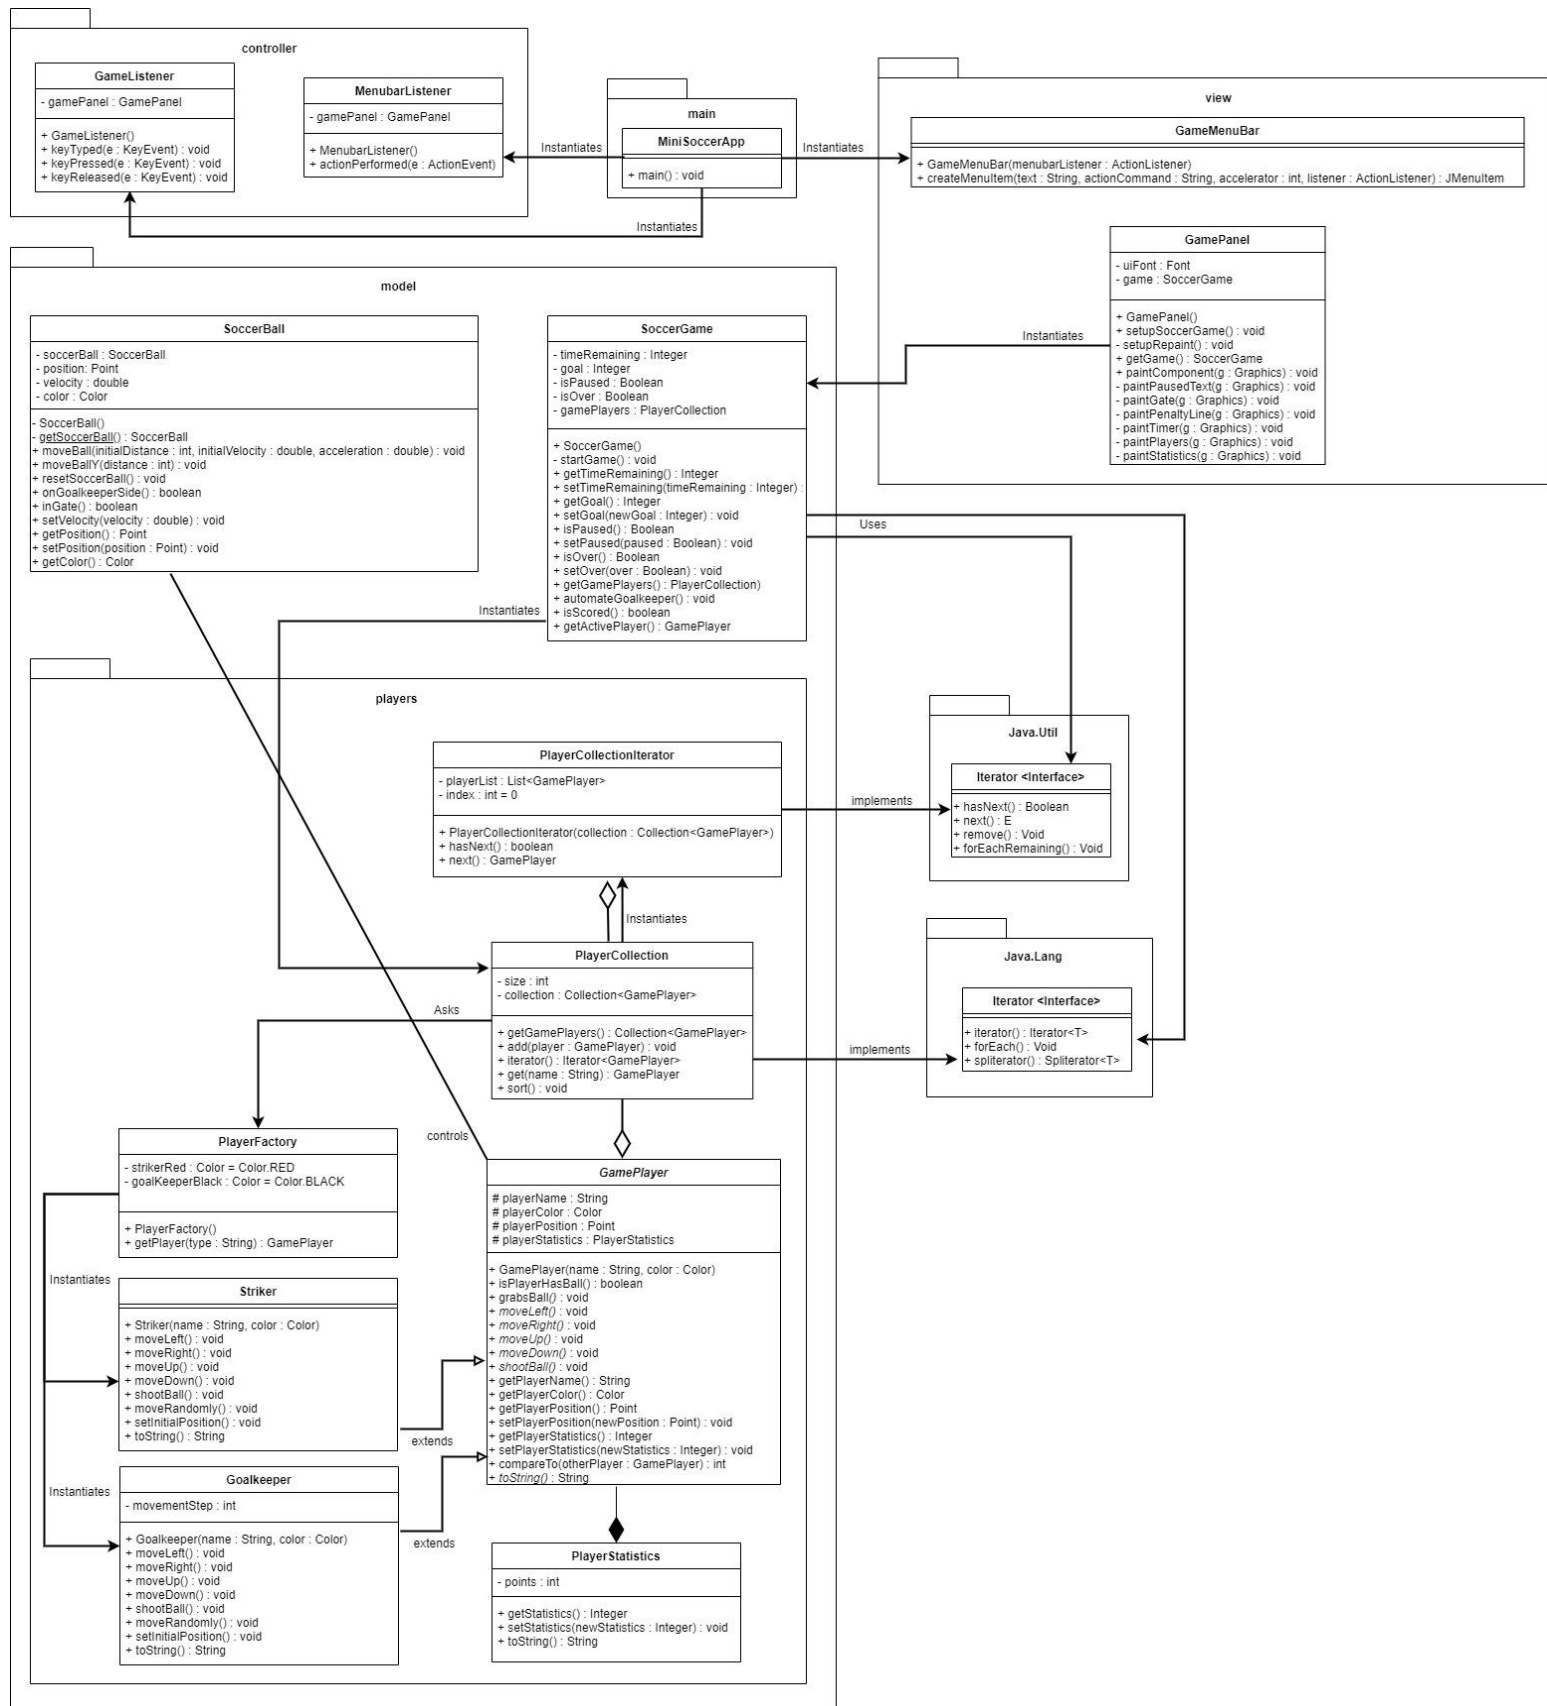 controller
GameListener
- gamePanel : GamePanel
+ GameListener()
+ keyTyped(e : KeyEvent) : void
+ keyPressed(e : KeyEvent) : void
+ keyReleased(e : KeyEvent) : void
MenubarListener
- gamePanel : GamePanel
+ MenubarListener()
+ actionPerformed(e : ActionEvent)
Instantiates
main
MiniSoccerApp
+ main() : void
Instantiates
Instantiates
view
GameMenuBar
+ GameMenuBar(menubarListener : ActionListener)
+ createMenuItem(text : String, actionCommand : String, accelerator : int, listener : ActionListener) : JMenuItem
GamePanel
- uiFont : Font
- game : SoccerGame
+ GamePanel()
+ setupSoccerGame() : void
- setupRepaint() : void
+ getGame() : SoccerGame
+ paintComponent(g : Graphics) : void
- paintPausedText(g : Graphics) : void
- paintGate(g : Graphics) : void
- paintPenaltyLine(g : Graphics) : void
- paintTimer(g : Graphics) : void
- paintPlayers(g : Graphics) : void
- paintStatistics(g : Graphics) : void
Instantiates
model
SoccerBall
- soccerBall : SoccerBall
- position: Point
- velocity : double
- color : Color
- SoccerBall()
- getSoccerBall() : SoccerBall
+ moveBall(initialDistance : int, initialVelocity : double, acceleration : double) : void
+ moveBallY(distance : int) : void
+ resetSoccerBall() : void
+ onGoalkeeperSide() : boolean
+ inGate() : boolean
+ setVelocity(velocity : double) : void
+ getPosition() : Point
+ setPosition(position : Point) : void
+ getColor() : Color
SoccerGame
- timeRemaining : Integer
- goal : Integer
- isPaused : Boolean
- isOver : Boolean
- gamePlayers : PlayerCollection
+ SoccerGame()
- startGame() : void
+ getTimeRemaining() : Integer
+ setTimeRemaining(timeRemaining : Integer) :
+ getGoal() : Integer
+ setGoal(newGoal : Integer) : void
+ isPaused() : Boolean
+ setPaused(paused : Boolean) : void
+ isOver() : Boolean
+ setOver(over : Boolean) : void
+ getGamePlayers() : PlayerCollection)
+ automateGoalkeeper() : void
+ isScored() : boolean
+ getActivePlayer() : GamePlayer
Uses
Instantiates
players
PlayerCollectionIterator
- playerList : List<GamePlayer>
- index : int = 0
+ PlayerCollectionIterator(collection : Collection<GamePlayer>)
+ hasNext() : boolean
+ next() : GamePlayer
implements
Java.Util
Iterator <Interface>
+ hasNext() : Boolean
+ next() : E
+ remove() : Void
+ forEachRemaining() : Void
Instantiates
PlayerCollection
- size : int
- collection : Collection<GamePlayer>
+ getGamePlayers() : Collection<GamePlayer>
+ add(player : GamePlayer) : void
+ iterator() : Iterator<GamePlayer>
+ get(name : String) : GamePlayer
+ sort() : void
Asks
implements
Java.Lang
Iterator <Interface>
+ iterator() : Iterator<T>
+ forEach() : Void
+ spliterator() : Spliterator<T>
controls
PlayerFactory
- strikerRed : Color = Color.RED
- goalKeeperBlack : Color = Color.BLACK
+ PlayerFactory()
+ getPlayer(type : String) : GamePlayer
Instantiates
Striker
+ Striker(name : String, color : Color)
+ moveLeft() : void
+ moveRight() : void
+ moveUp() : void
+ moveDown() : void
+ shootBall() : void
+ moveRandomly() : void
+ setInitialPosition() : void
+ toString() : String
extends
GamePlayer
# playerName : String
# playerColor : Color
# playerPosition : Point
# playerStatistics : PlayerStatistics
+ GamePlayer(name : String, color : Color)
+ isPlayerHasBall() : boolean
+ grabsBall() : void
+ moveLeft() : void
+ moveRight() : void
+ moveUp() : void
+ moveDown() : void
+ shootBall() : void
+ getPlayerName() : String
+ getPlayerColor() : Color
+ getPlayerPosition() : Point
+ setPlayerPosition(newPosition : Point) : void
+ getPlayerStatistics() : Integer
+ setPlayerStatistics(newStatistics : Integer) : void
+ compareTo(otherPlayer : GamePlayer) : int
+ toString() : String
Instantiates
Goalkeeper
- movementStep : int
+ Goalkeeper(name : String, color : Color)
+ moveLeft() : void
+ moveRight() : void
+ moveUp() : void
+ moveDown() : void
+ shootBall() : void
+ moveRandomly() : void
+ setInitialPosition() : void
+ toString() : String
extends
PlayerStatistics
- points : int
+ getStatistics() : Integer
+ setStatistics(newStatistics : Integer) : void
+ toString() : String